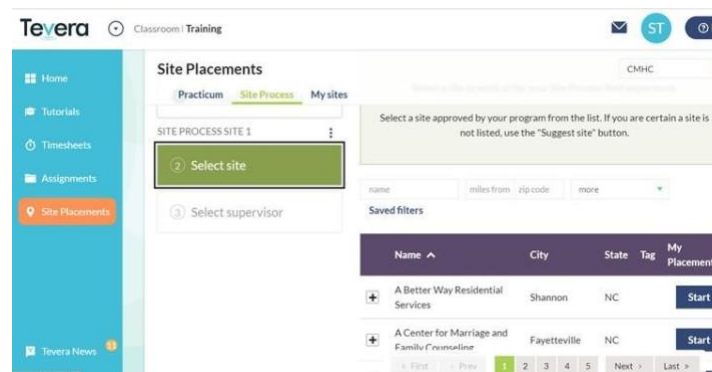 Tevera
Classroom | Training
ST
Home
Tutorials
Timesheets
Assignments
Site Placements
Tevera News
Site Placements
CMHC
Practicum Site Process My sites
SITE PROCESS SITE 1
2 Select site
3 Select supervisor
Select a site approved by your program from the list. If you are certain a site is
not listed, use the "Suggest site"button.
name miles from zip code more
Saved filters
Name City State Tag My
Placement
A Better Way Residential
Services Shannon NC Start
A Center for Marriage and
Family Counseling Fayetteville NC Start
« First ‹ Prev 1 2 3 4 5 Next › Last »